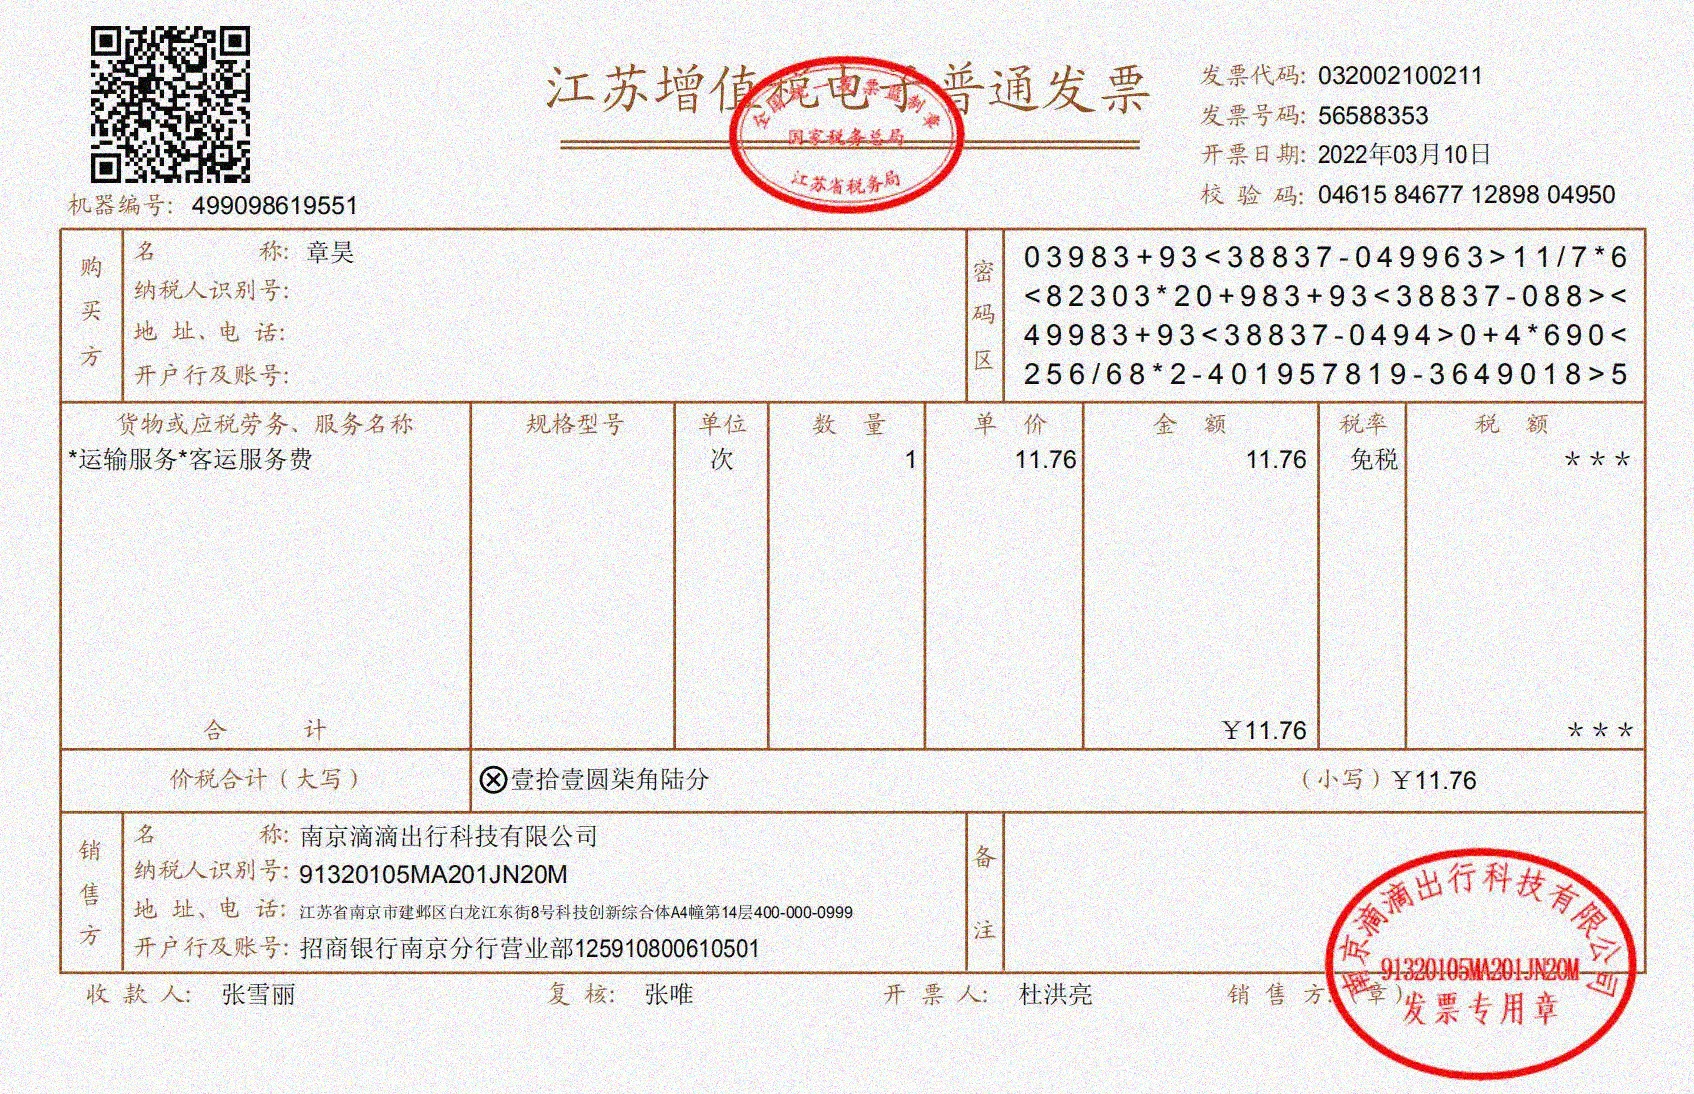 江苏增值税电子普通发票
全国统一发票监制章
国家税务总局
江苏省税务局
发票代码: 032002100211
发票号码: 56588353
开票日期: 2022年03月10日
校 验 码: 04615 84677 12898 04950
机器编号: 499098619551
购买方
名 称: 章昊
纳税人识别号:
地 址、电 话:
开户行及账号:
密码区
03983+93<38837-049963>11/7*6
<82303*20+983+93<38837-088><
49983+93<38837-0494>0+4*690<
256/68*2-401957819-3649018>5
货物或应税劳务、服务名称 规格型号 单位 数 量 单 价 金 额 税率 税 额
*运输服务*客运服务费 次 1 11.76 11.76 免税 ***
合 计 ￥11.76 ***
价税合计(大写) ⊗壹拾壹圆柒角陆分 (小写)￥11.76
销售方
名 称: 南京滴滴出行科技有限公司
纳税人识别号: 91320105MA201JN20M
地 址、电 话: 江苏省南京市建邺区白龙江东街8号科技创新综合体A4幢第14层400-000-0999
开户行及账号: 招商银行南京分行营业部125910800610501
备注
收 款 人: 张雪丽 复 核: 张唯 开 票 人: 杜洪亮 销 售 方: 章)
南京滴滴出行科技有限公司
91320105MA201JN20M
发票专用章